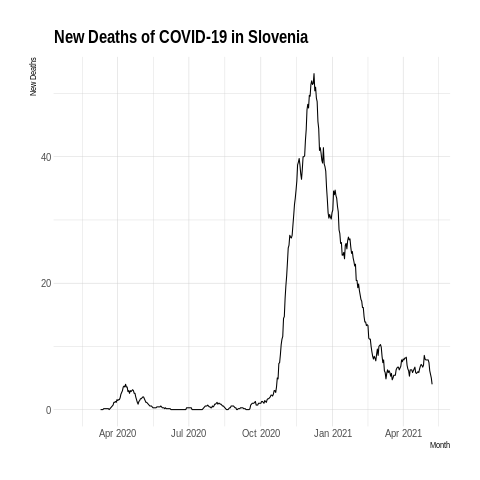 New Deaths of COVID-19 in Slovenia
New Deaths
40
20
0
Apr 2020 Jul 2020 Oct 2020 Jan 2021 Apr 2021
Month